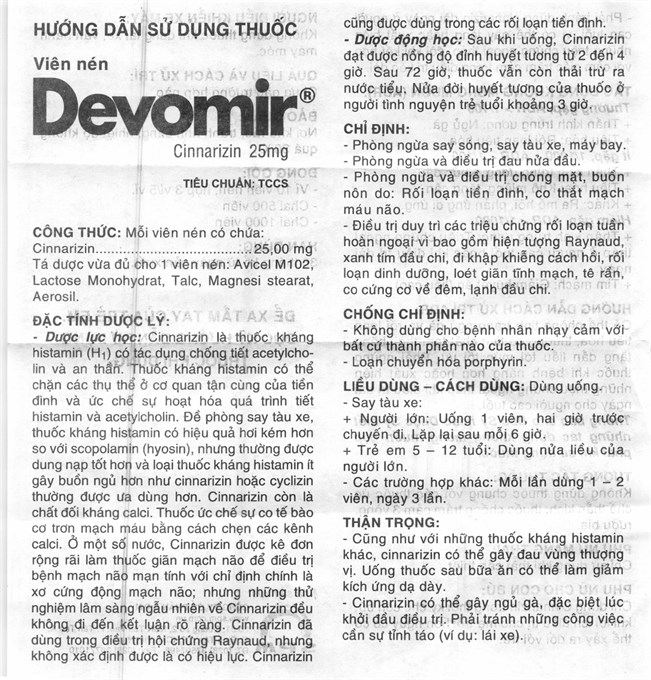 HƯỚNG DẪN SỬ DỤNG THUỐC
Viên nén
Devomir®
Cinnarizin 25mg
TIÊU CHUẨN: TCCS
CÔNG THỨC: Mỗi viên nén có chứa:
Cinnarizin........................................25,00 mg
Tá dược vừa đủ cho 1 viên nén: Avicel M102,
Lactose Monohydrat, Talc, Magnesi stearat,
Aerosil.
ĐẶC TÍNH DƯỢC LÝ:
- Dược lực học: Cinnarizin là thuốc kháng
histamin (H₁) có tác dụng chống tiết acetylcho-
lin và an thần. Thuốc kháng histamin có thể
chặn các thụ thể ở cơ quan tận cùng của tiền
đình và ức chế sự hoạt hóa quá trình tiết
histamin và acetylcholin. Để phòng say tàu xe,
thuốc kháng histamin có hiệu quả hơi kém hơn
so với scopolamin (hyosin), nhưng thường được
dung nạp tốt hơn và loại thuốc kháng histamin ít
gây buồn ngủ hơn như cinnarizin hoặc cyclizin
thường được ưa dùng hơn. Cinnarizin còn là
chất đối kháng calci. Thuốc ức chế sự co tế bào
cơ trơn mạch máu bằng cách chẹn các kênh
calci. Ở một số nước, Cinnarizin được kê đơn
rộng rãi làm thuốc giãn mạch não để điều trị
bệnh mạch não mạn tính với chỉ định chính là
xơ cứng động mạch não; nhưng những thử
nghiệm lâm sàng ngẫu nhiên về Cinnarizin đều
không đi đến kết luận rõ ràng. Cinnarizin đã
dùng trong điều trị hội chứng Raynaud, nhưng
không xác định được là có hiệu lực. Cinnarizin
cũng được dùng trong các rối loạn tiền đình.
- Dược động học: Sau khi uống, Cinnarizin
đạt được nồng độ đỉnh huyết tương từ 2 đến 4
giờ. Sau 72 giờ, thuốc vẫn còn thải trừ ra
nước tiểu. Nửa đời huyết tương của thuốc ở
người tình nguyện trẻ tuổi khoảng 3 giờ.
CHỈ ĐỊNH:
- Phòng ngừa say sóng, say tàu xe, máy bay.
- Phòng ngừa và điều trị đau nửa đầu.
- Phòng ngừa và điều trị chóng mặt, buồn
nôn do: Rối loạn tiền đình, co thắt mạch
máu não.
- Điều trị duy trì các triệu chứng rối loạn tuần
hoàn ngoại vi bao gồm hiện tượng Raynaud,
xanh tím đầu chi, đi khập khiễng cách hồi, rối
loạn dinh dưỡng, loét giãn tĩnh mạch, tê rần,
co cứng cơ về đêm, lạnh đầu chi.
CHỐNG CHỈ ĐỊNH:
- Không dùng cho bệnh nhân nhạy cảm với
bất cứ thành phần nào của thuốc.
- Loạn chuyển hóa porphyrin.
LIỀU DÙNG – CÁCH DÙNG: Dùng uống.
- Say tàu xe:
+ Người lớn: Uống 1 viên, hai giờ trước
chuyến đi. Lặp lại sau mỗi 6 giờ.
+ Trẻ em 5 – 12 tuổi: Dùng nửa liều của
người lớn.
- Các trường hợp khác: Mỗi lần dùng 1 – 2
viên, ngày 3 lần.
THẬN TRỌNG:
- Cũng như với những thuốc kháng histamin
khác, cinnarizin có thể gây đau vùng thượng
vị. Uống thuốc sau bữa ăn có thể làm giảm
kích ứng dạ dày.
- Cinnarizin có thể gây ngủ gà, đặc biệt lúc
khởi đầu điều trị. Phải tránh những công việc
cần sự tỉnh táo (ví dụ: lái xe).